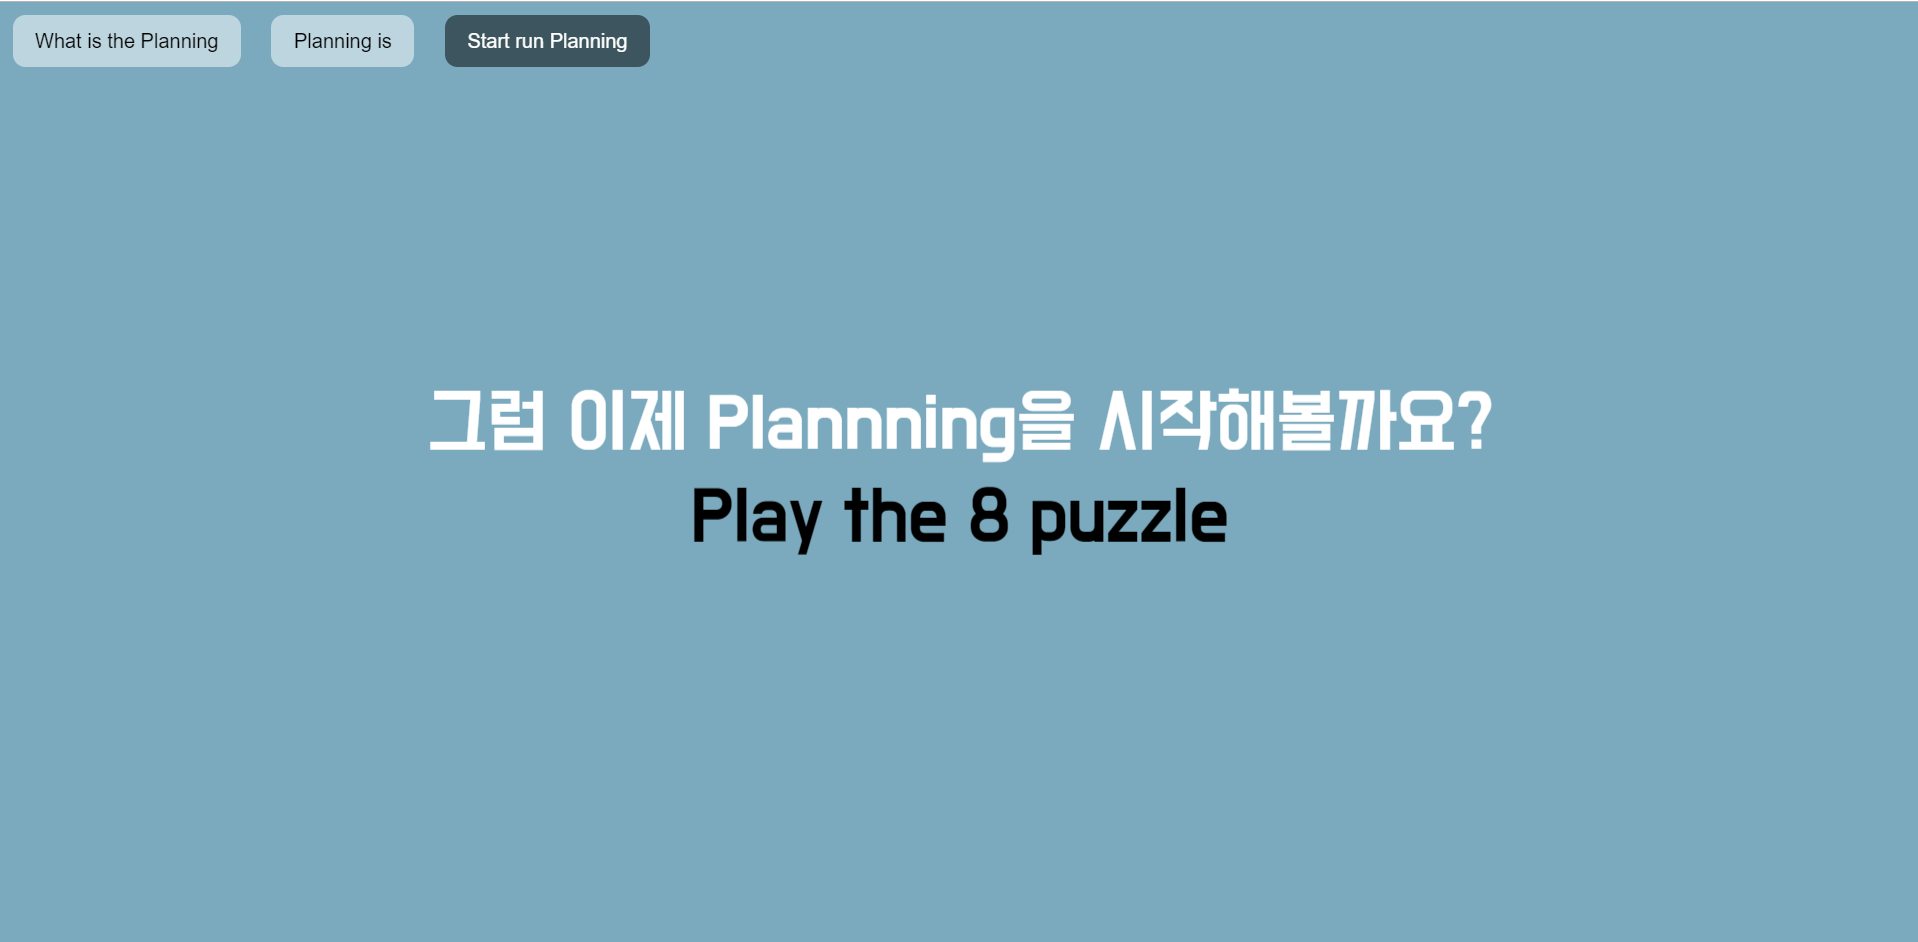 What is the Planning
Planning is
Start run Planning
그럼 이제 Plannning을 시작해볼까요?
Play the 8 puzzle